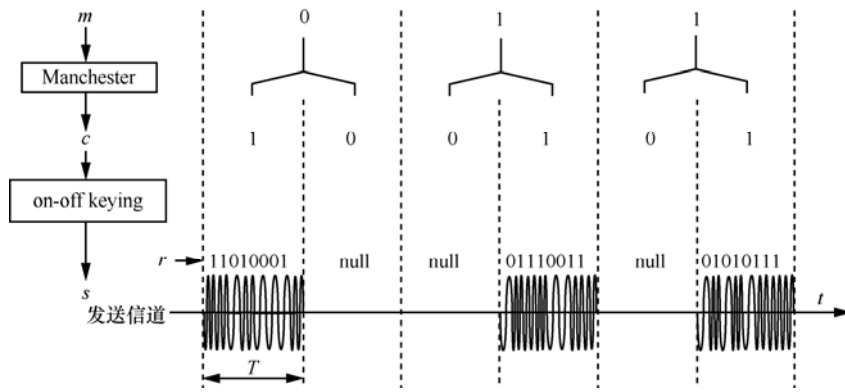 m 0 1 1
Manchester
c 1 0 0 1 0 1
on-off keying
r 11010001 null null 01110011 null 01010111
s
发送信道 t
T